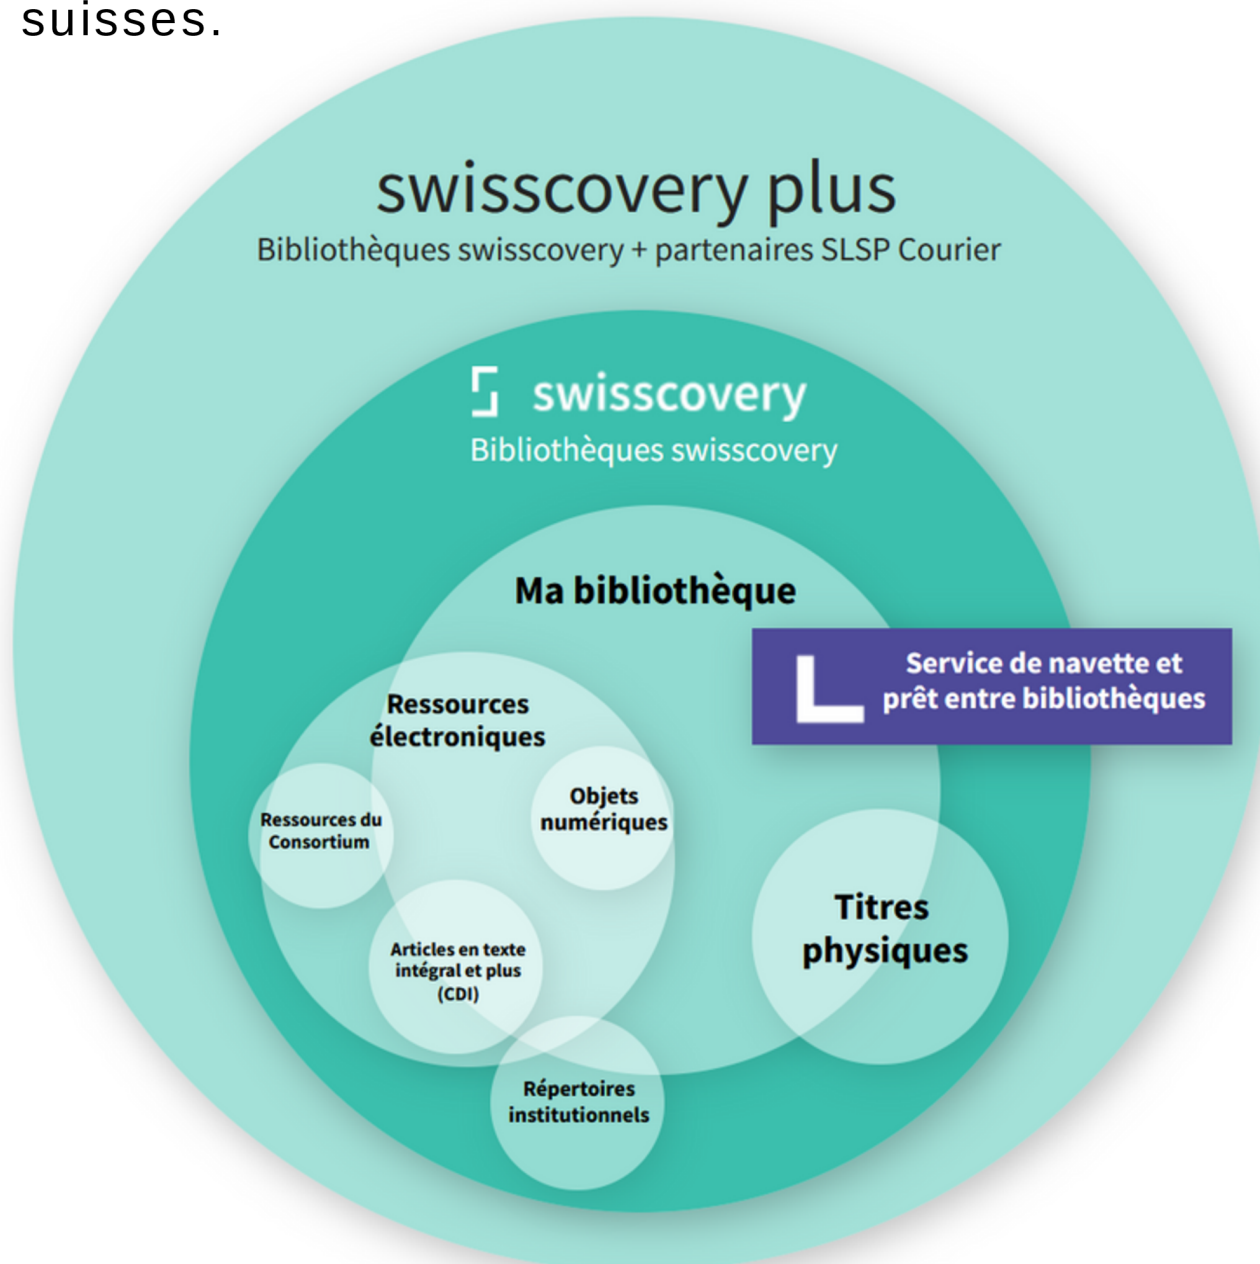 suisses.
swisscovery plus
Bibliothèques swisscovery + partenaires SLSP Courier
swisscovery
Bibliothèques swisscovery
Ma bibliothèque
Service de navette et
prêt entre bibliothèques
Ressources
électroniques
Objets
numériques
Ressources du
Consortium
Titres
physiques
Articles en texte
intégral et plus
(CDI)
Répertoires
institutionnels